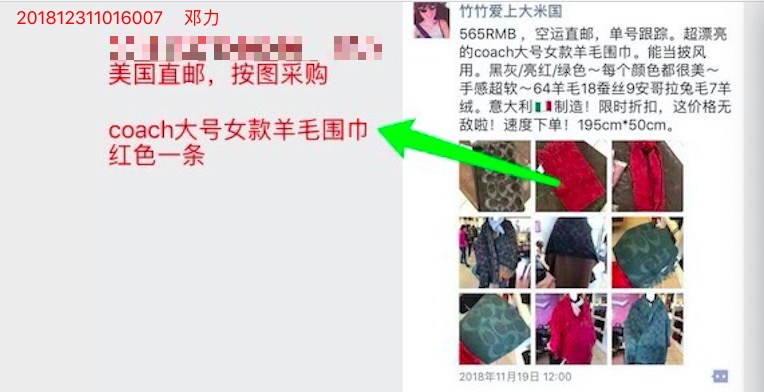 201812311016007 邓力
美国直邮，按图采购
coach大号女款羊毛围巾
红色一条
竹竹爱上大米国
565RMB ，空运直邮，单号跟踪。超漂亮
的coach大号女款羊毛围巾。能当披风
用。黑灰/亮红/绿色～每个颜色都很美～
手感超软～64羊毛18蚕丝9安哥拉兔毛7羊
绒。意大利🇮🇹制造！限时折扣，这价格无
敌啦！速度下单！195cm*50cm。
2018年11月19日 12:00